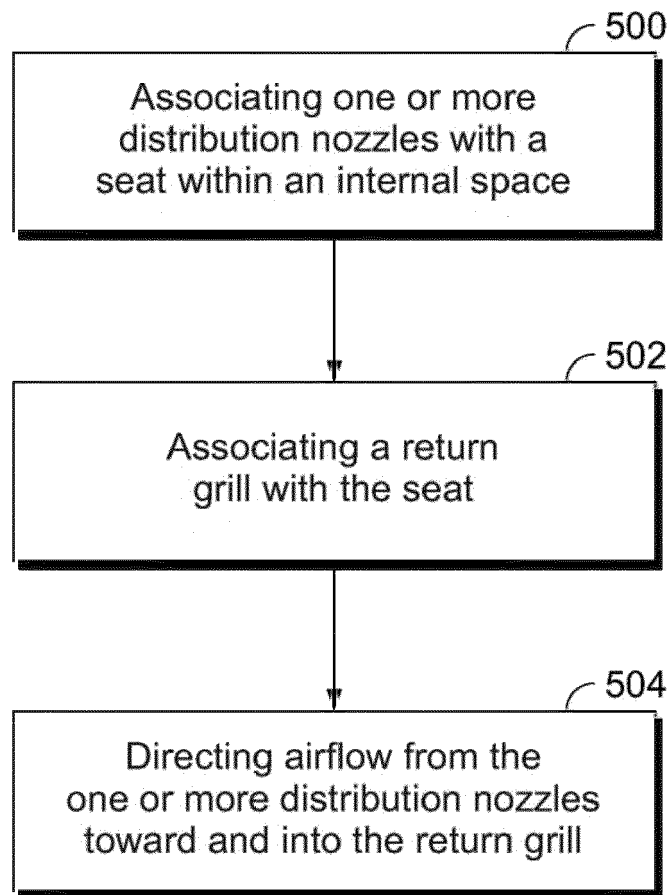 500
Associating one or more
distribution nozzles with a
seat within an internal space
502
Associating a return
grill with the seat
504
Directing airflow from the
one or more distribution nozzles
toward and into the return grill